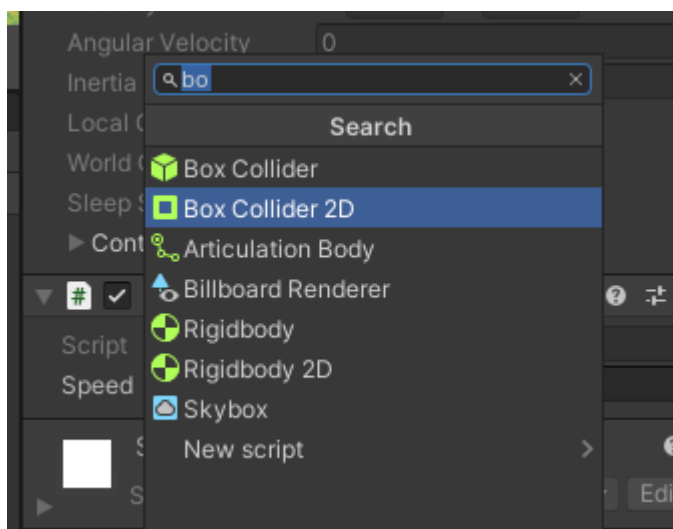 Angular Velocity 0
Inertia
bo
Local
Search
World
Box Collider
Sleep
Box Collider 2D
Cont
Articulation Body
Billboard Renderer
#
Script
Rigidbody
Speed
Rigidbody 2D
Skybox
New script
S
S
Edi